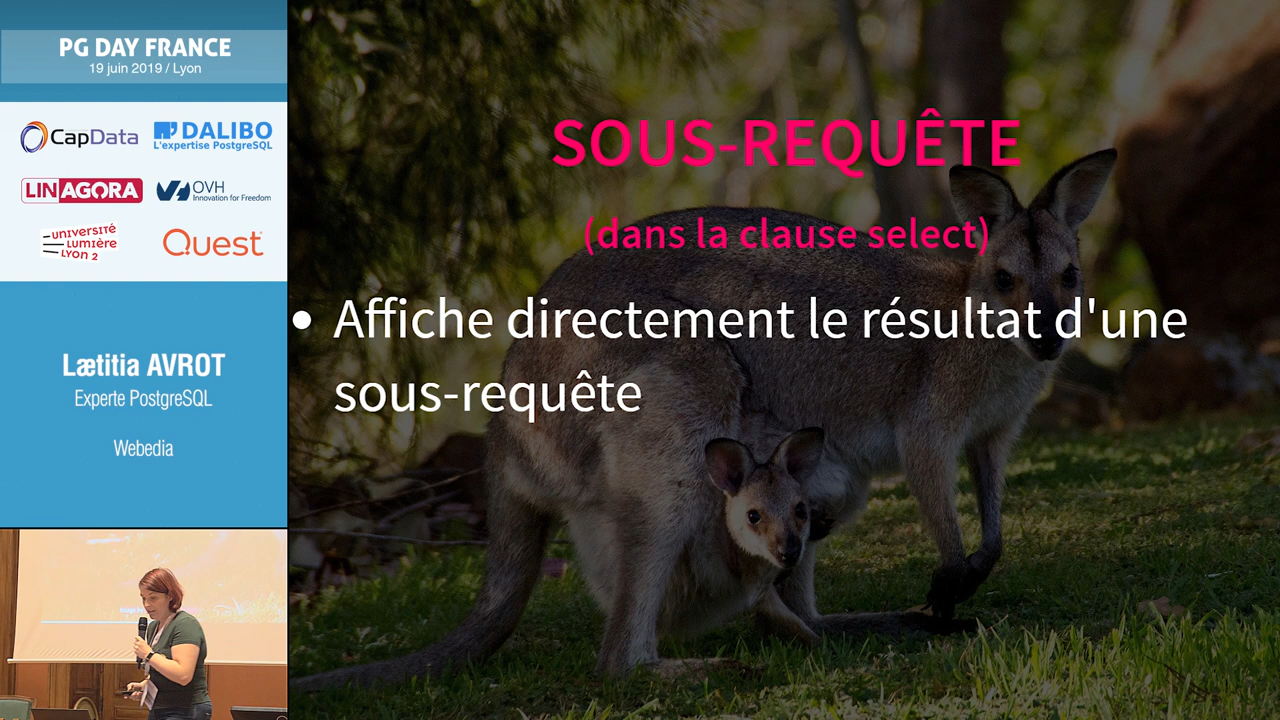 PG DAY FRANCE
19 juin 2019 / Lyon
CapData
DALIBO
L'expertise PostgreSQL
LINAGORA
OVH
Innovation for Freedom
UNIVERSITÉ
LUMIÈRE
LYON 2
Quest
Lætitia AVROT
Experte PostgreSQL
Webedia
SOUS-REQUÊTE
(dans la clause select)
• Affiche directement le résultat d'une
sous-requête